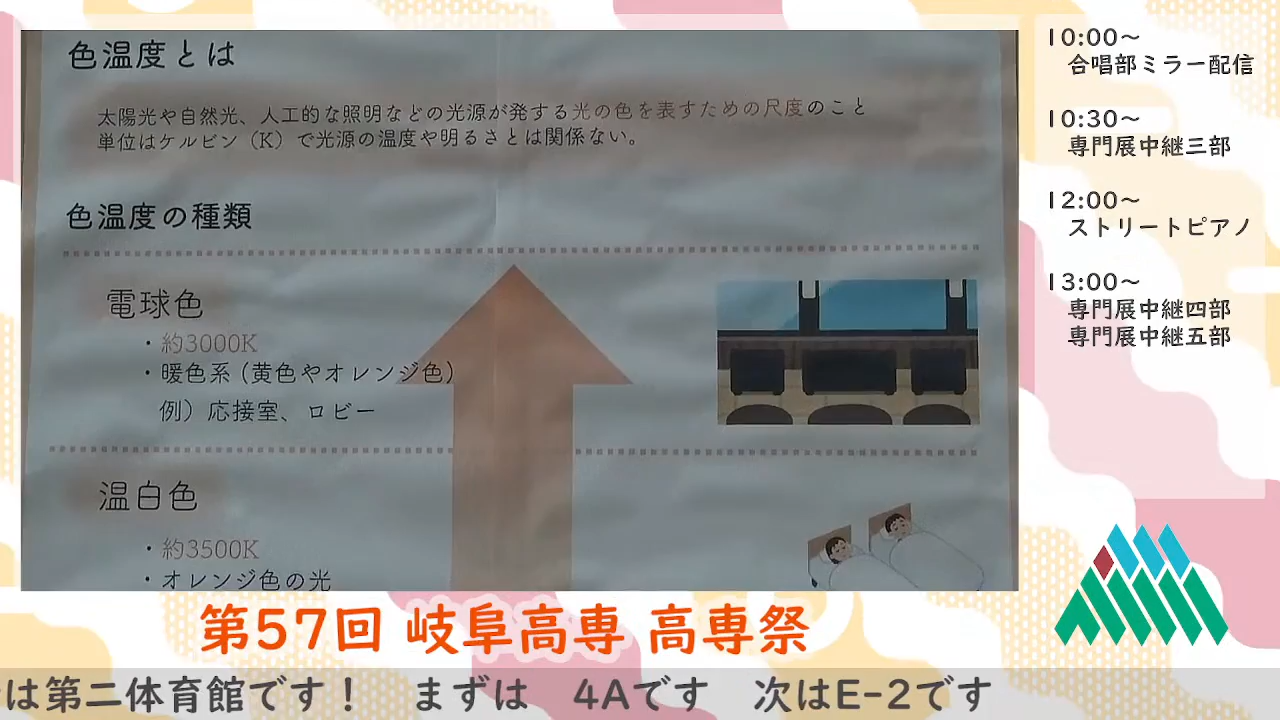 色温度とは
太陽光や自然光、人工的な照明などの光源が発する光の色を表すための尺度のこと
単位はケルビン（K）で光源の温度や明るさとは関係ない。
色温度の種類
電球色
・約3000K
・暖色系（黄色やオレンジ色）
例）応接室、ロビー
温白色
・約3500K
・オレンジ色の光
10:00〜
合唱部ミラー配信
10:30〜
専門展中継三部
12:00〜
ストリートピアノ
13:00〜
専門展中継四部
専門展中継五部
第57回 岐阜高専 高専祭
は第二体育館です！　まずは　4Aです　次はE-2です